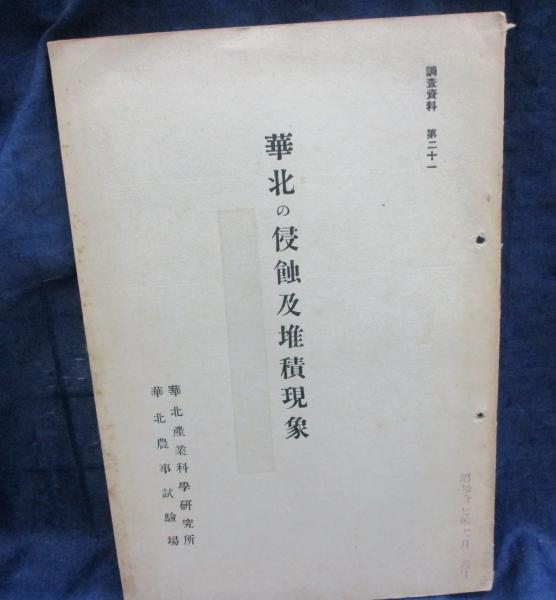 調査資料 第二十一
華北の侵蝕及堆積現象
華北産業科學研究所
華北農事試驗場